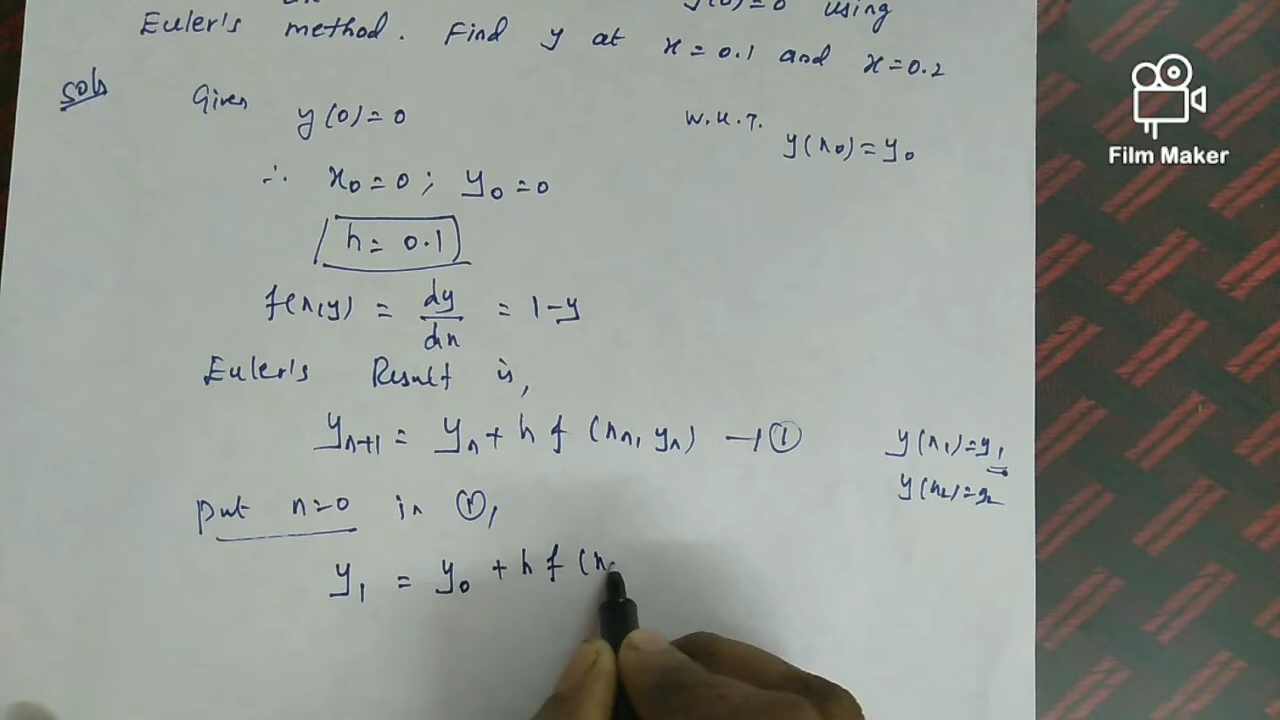 y(0)=0 using
Euler's method. Find y at x=0.1 and x=0.2
Soln Given y(0)=0 W.K.T.
y(x0)=y0
∴ x0=0; y0=0
h=0.1
f(x,y) = dy/dx = 1-y
Euler's Result is,
yn+1 = yn + h f (xn, yn) —①
y(x1)=y1
y(x2)=y2
Put n=0 in ①,
y1 = y0 + h f (x
Film Maker